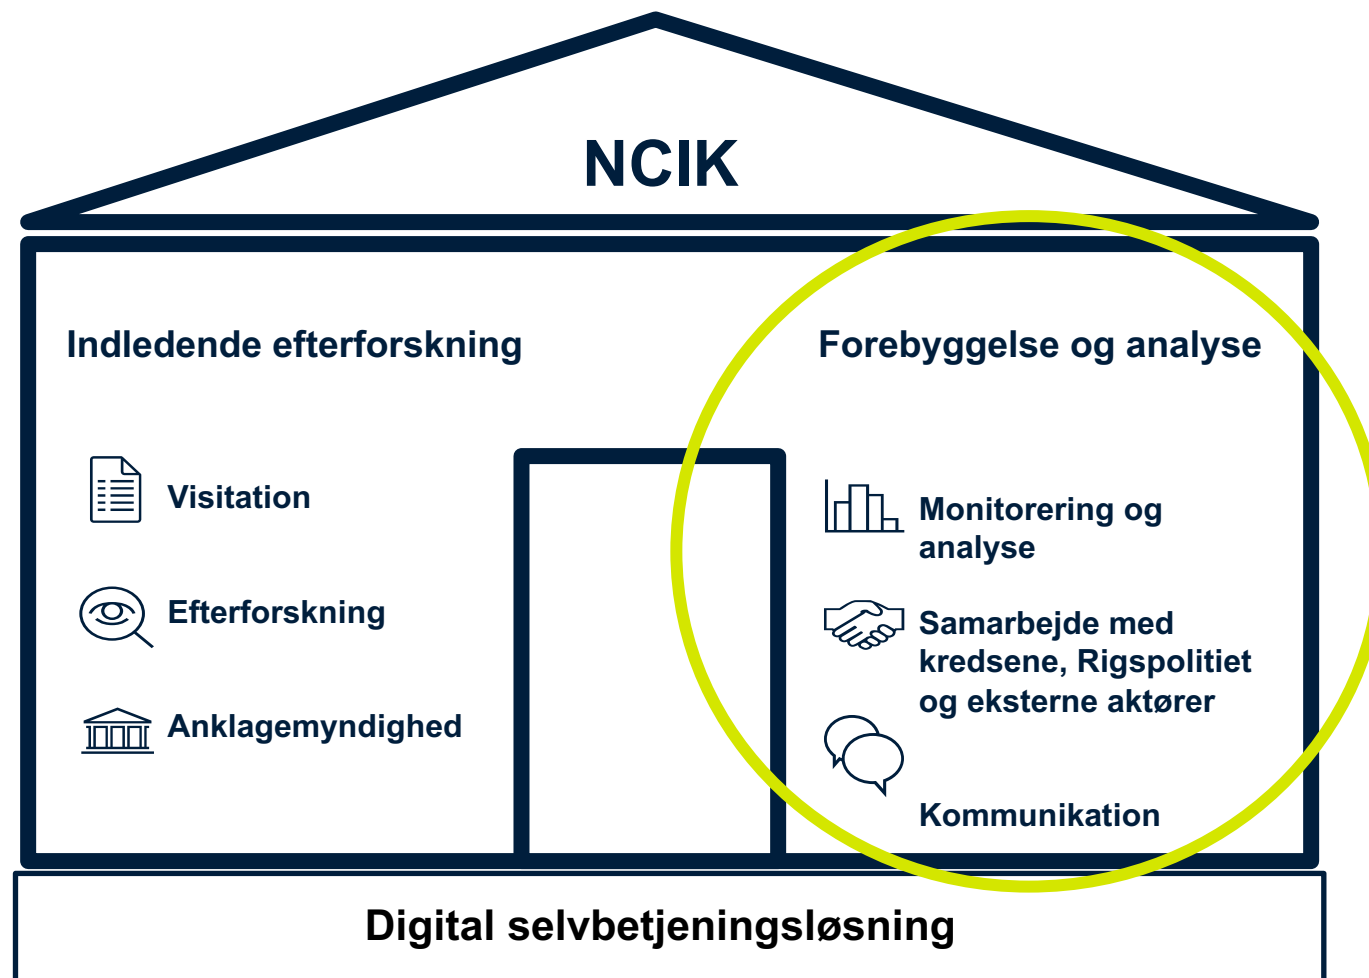 NCIK
Indledende efterforskning
Visitation
Efterforskning
Anklagemyndighed
Forebyggelse og analyse
Monitorering og
analyse
Samarbejde med
kredsene, Rigspolitiet
og eksterne aktører
Kommunikation
Digital selvbetjeningsløsning